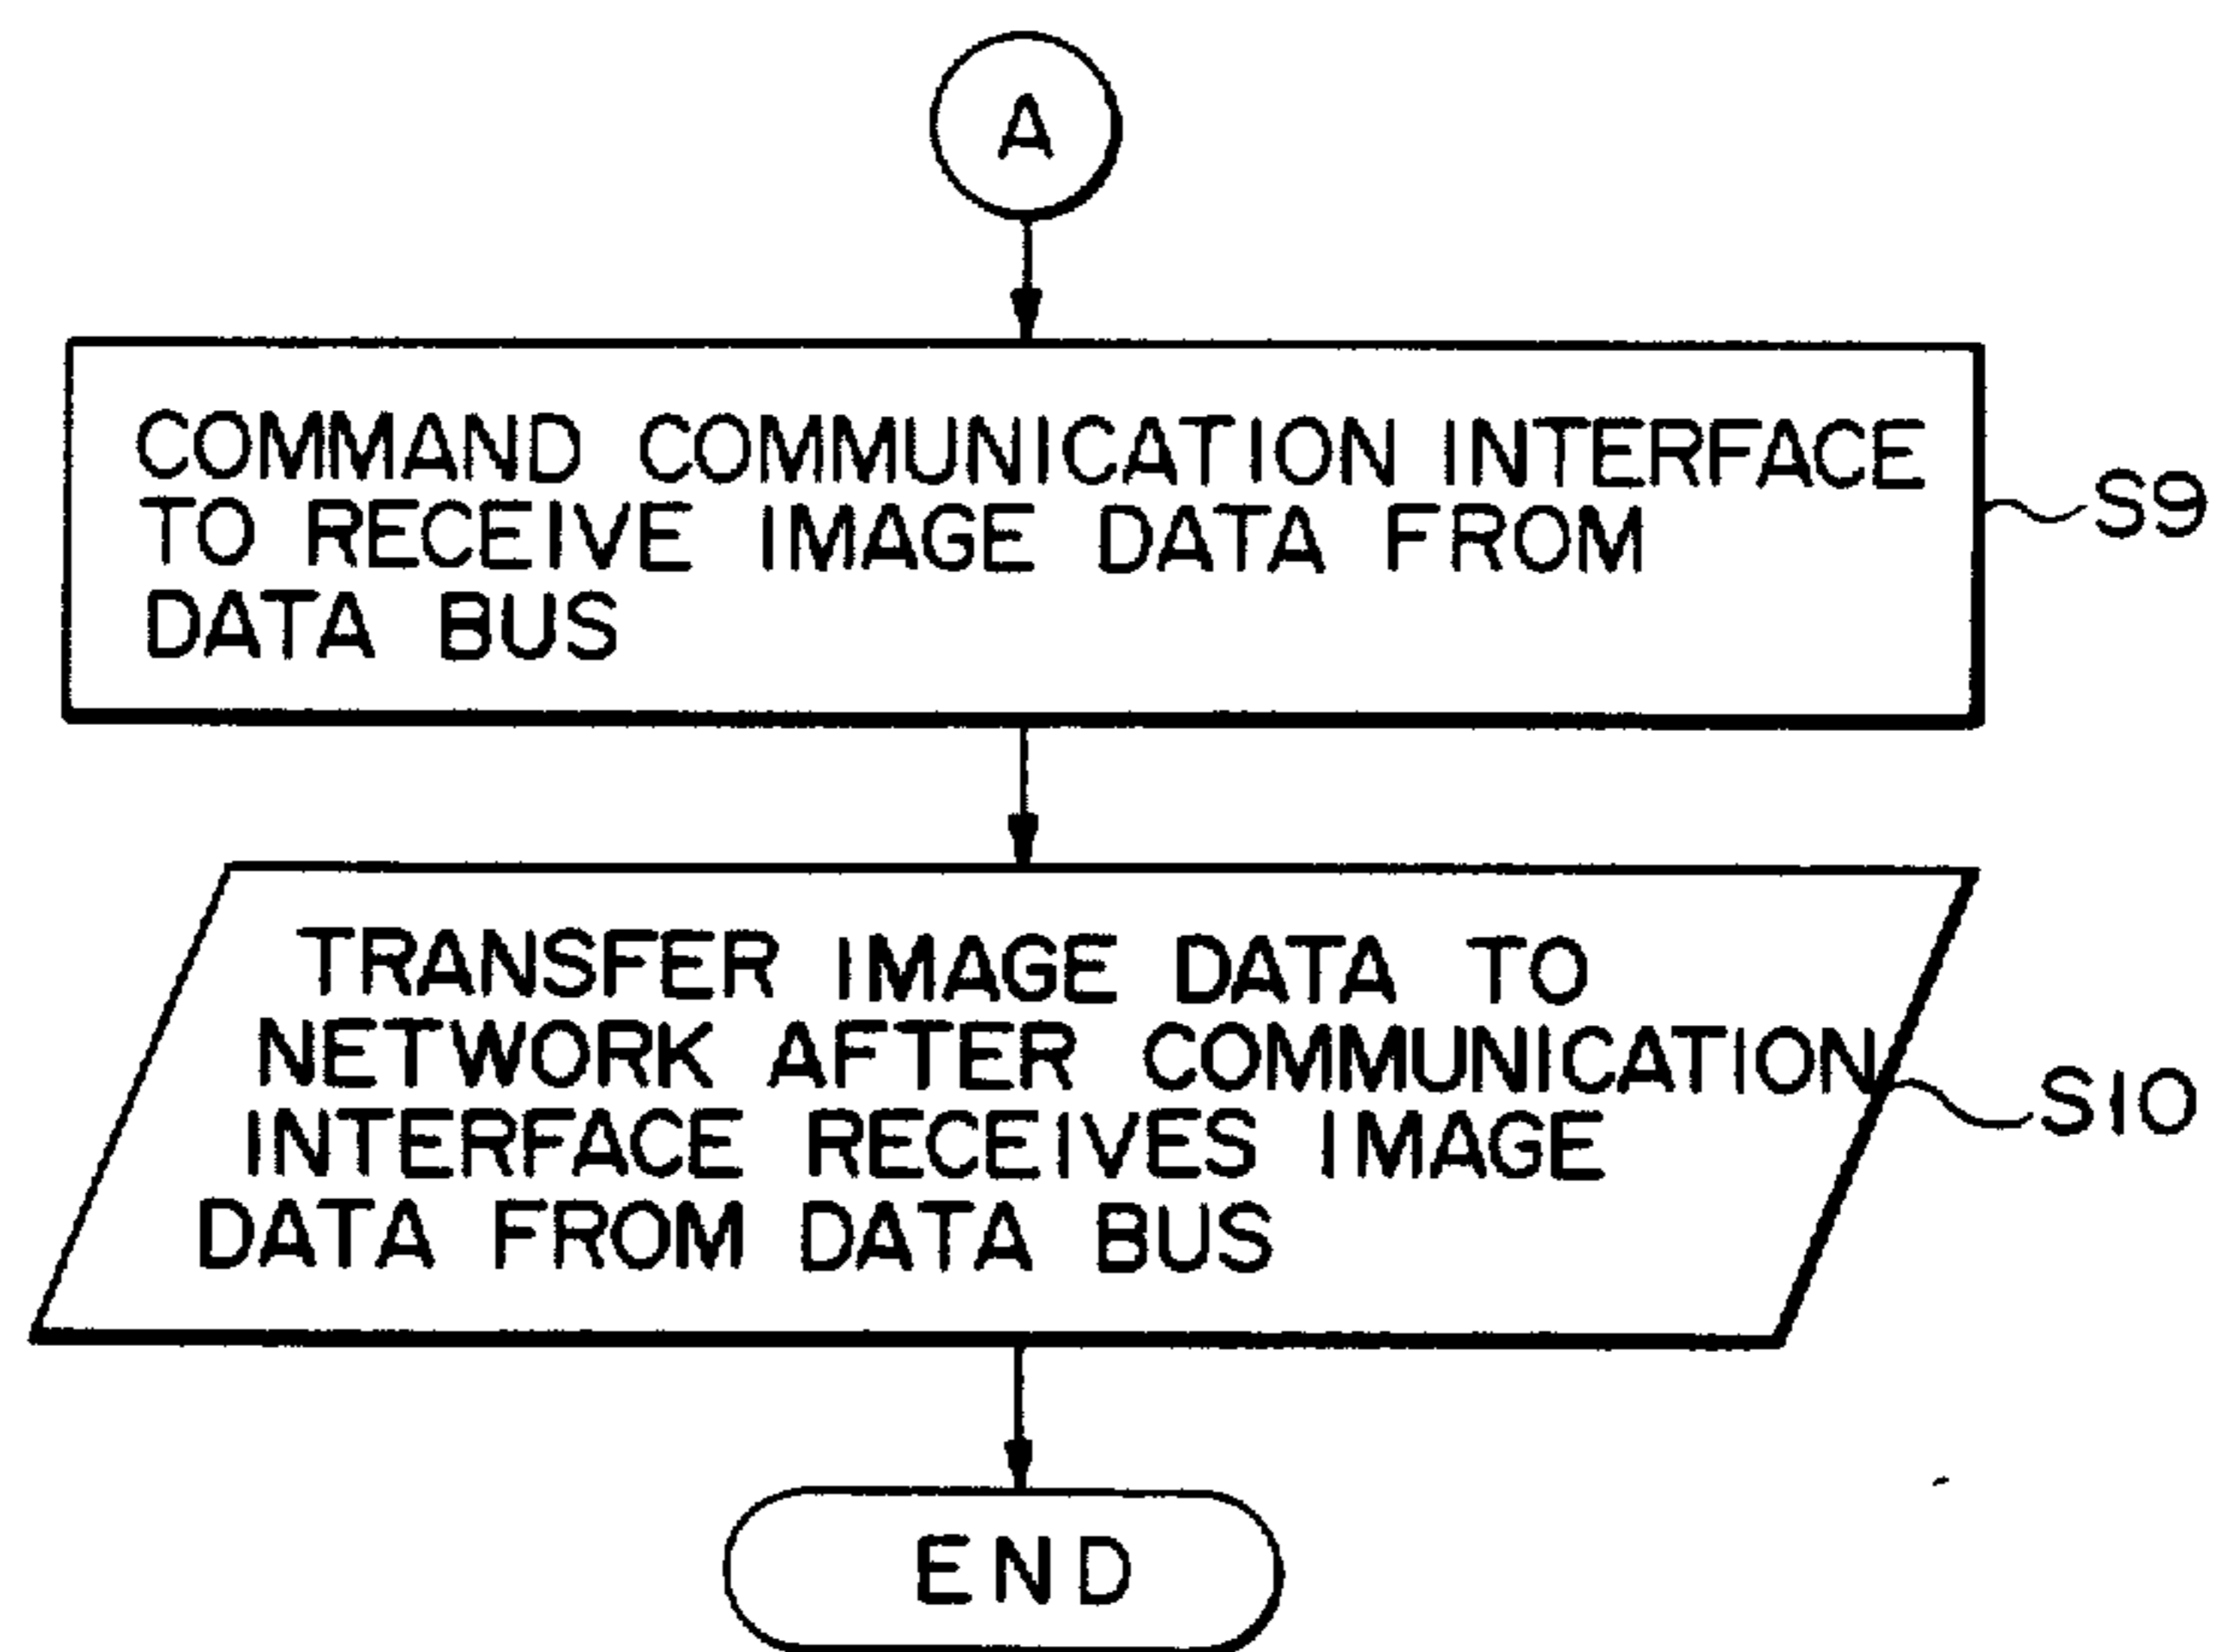 A
COMMAND COMMUNICATION INTERFACE
TO RECEIVE IMAGE DATA FROM
DATA BUS
S9
TRANSFER IMAGE DATA TO
NETWORK AFTER COMMUNICATION
INTERFACE RECEIVES IMAGE
DATA FROM DATA BUS
S10
END